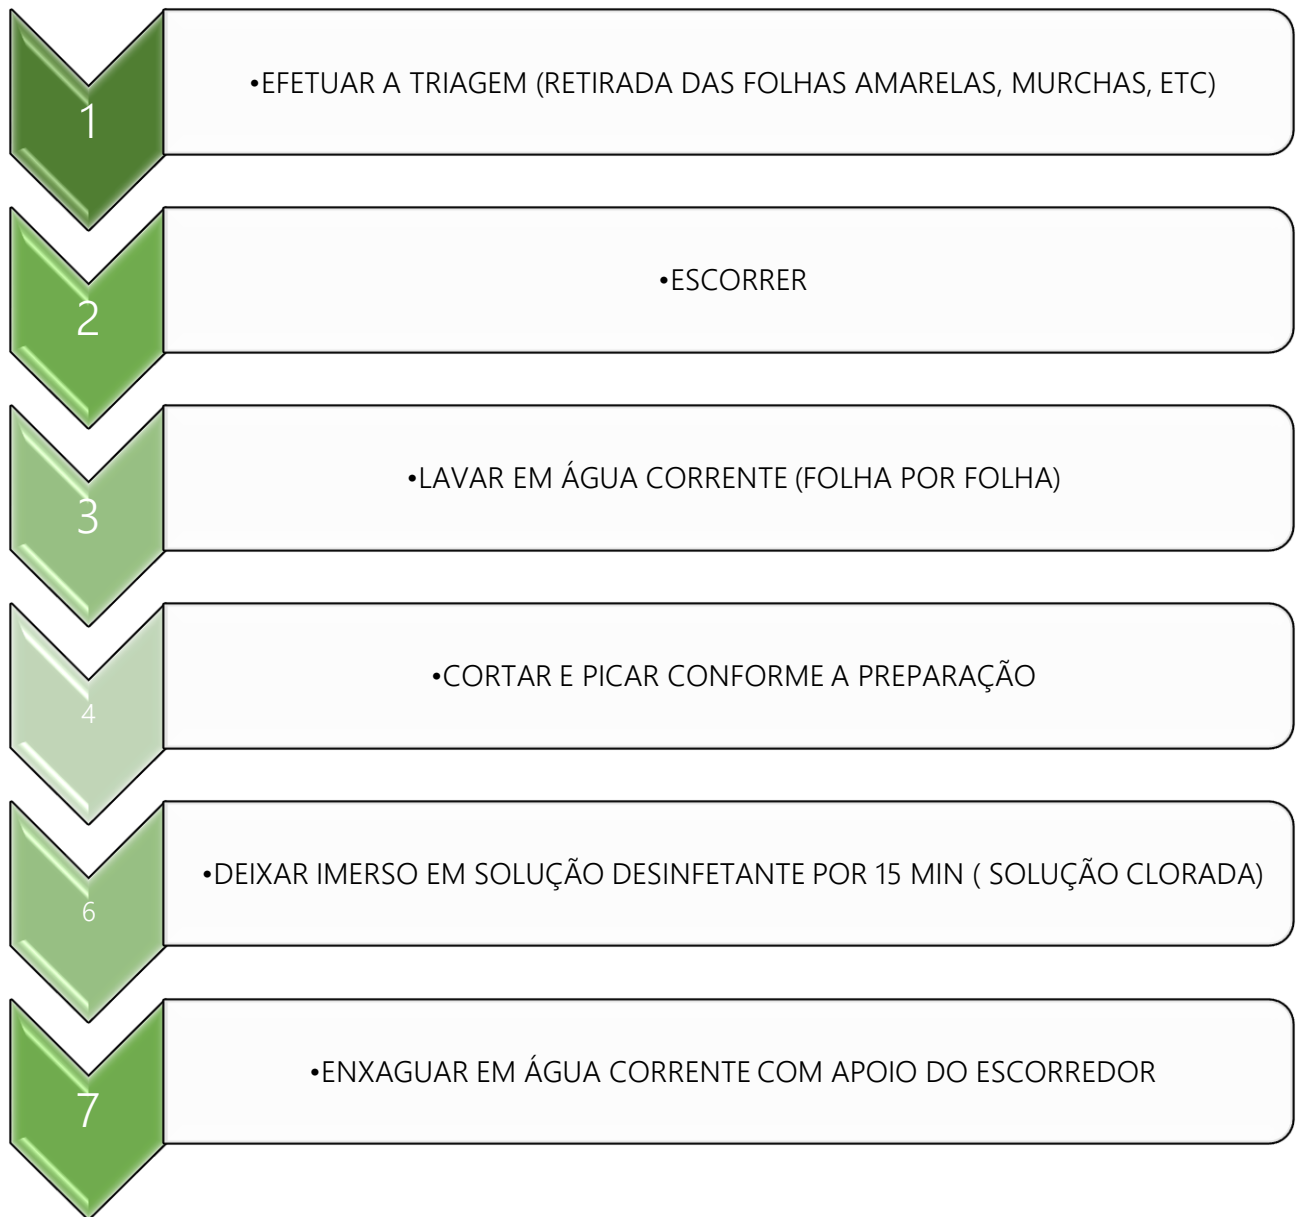 1
•EFETUAR A TRIAGEM (RETIRADA DAS FOLHAS AMARELAS, MURCHAS, ETC)
2
•ESCORRER
3
•LAVAR EM ÁGUA CORRENTE (FOLHA POR FOLHA)
4
•CORTAR E PICAR CONFORME A PREPARAÇÃO
6
•DEIXAR IMERSO EM SOLUÇÃO DESINFETANTE POR 15 MIN ( SOLUÇÃO CLORADA)
7
•ENXAGUAR EM ÁGUA CORRENTE COM APOIO DO ESCORREDOR